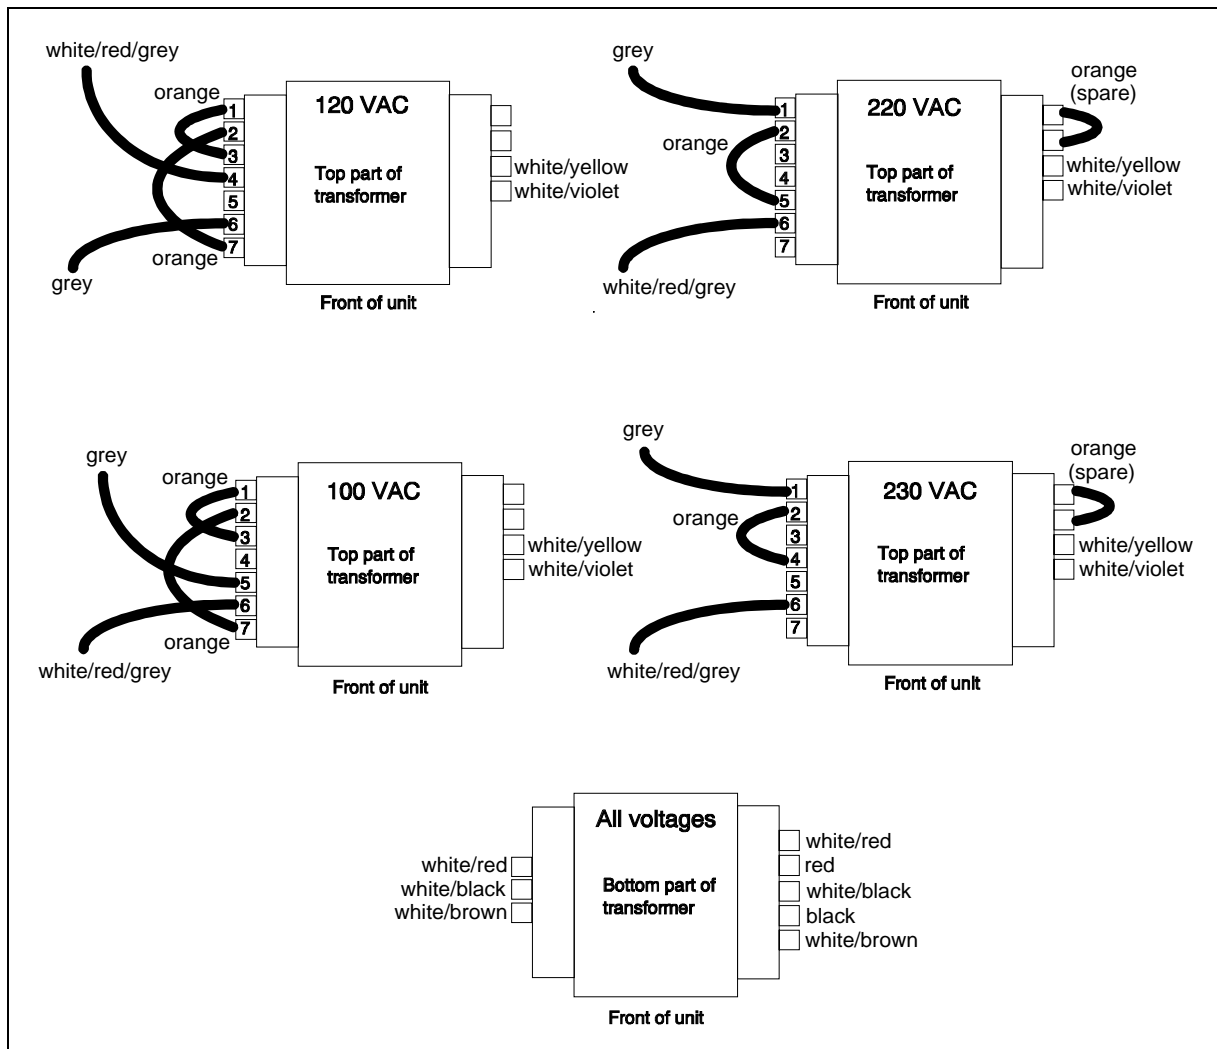 white/red/grey
orange
1
2
3
4
5
6
7
orange
grey
120 VAC
Top part of
transformer
white/yellow
white/violet
Front of unit
grey
orange
1
2
3
4
5
6
7
white/red/grey
220 VAC
Top part of
transformer
orange
(spare)
white/yellow
white/violet
Front of unit
grey
orange
1
2
3
4
5
6
7
orange
white/red/grey
100 VAC
Top part of
transformer
white/yellow
white/violet
Front of unit
grey
orange
1
2
3
4
5
6
7
white/red/grey
230 VAC
Top part of
transformer
orange
(spare)
white/yellow
white/violet
Front of unit
white/red
white/black
white/brown
All voltages
Bottom part of
transformer
white/red
red
white/black
black
white/brown
Front of unit